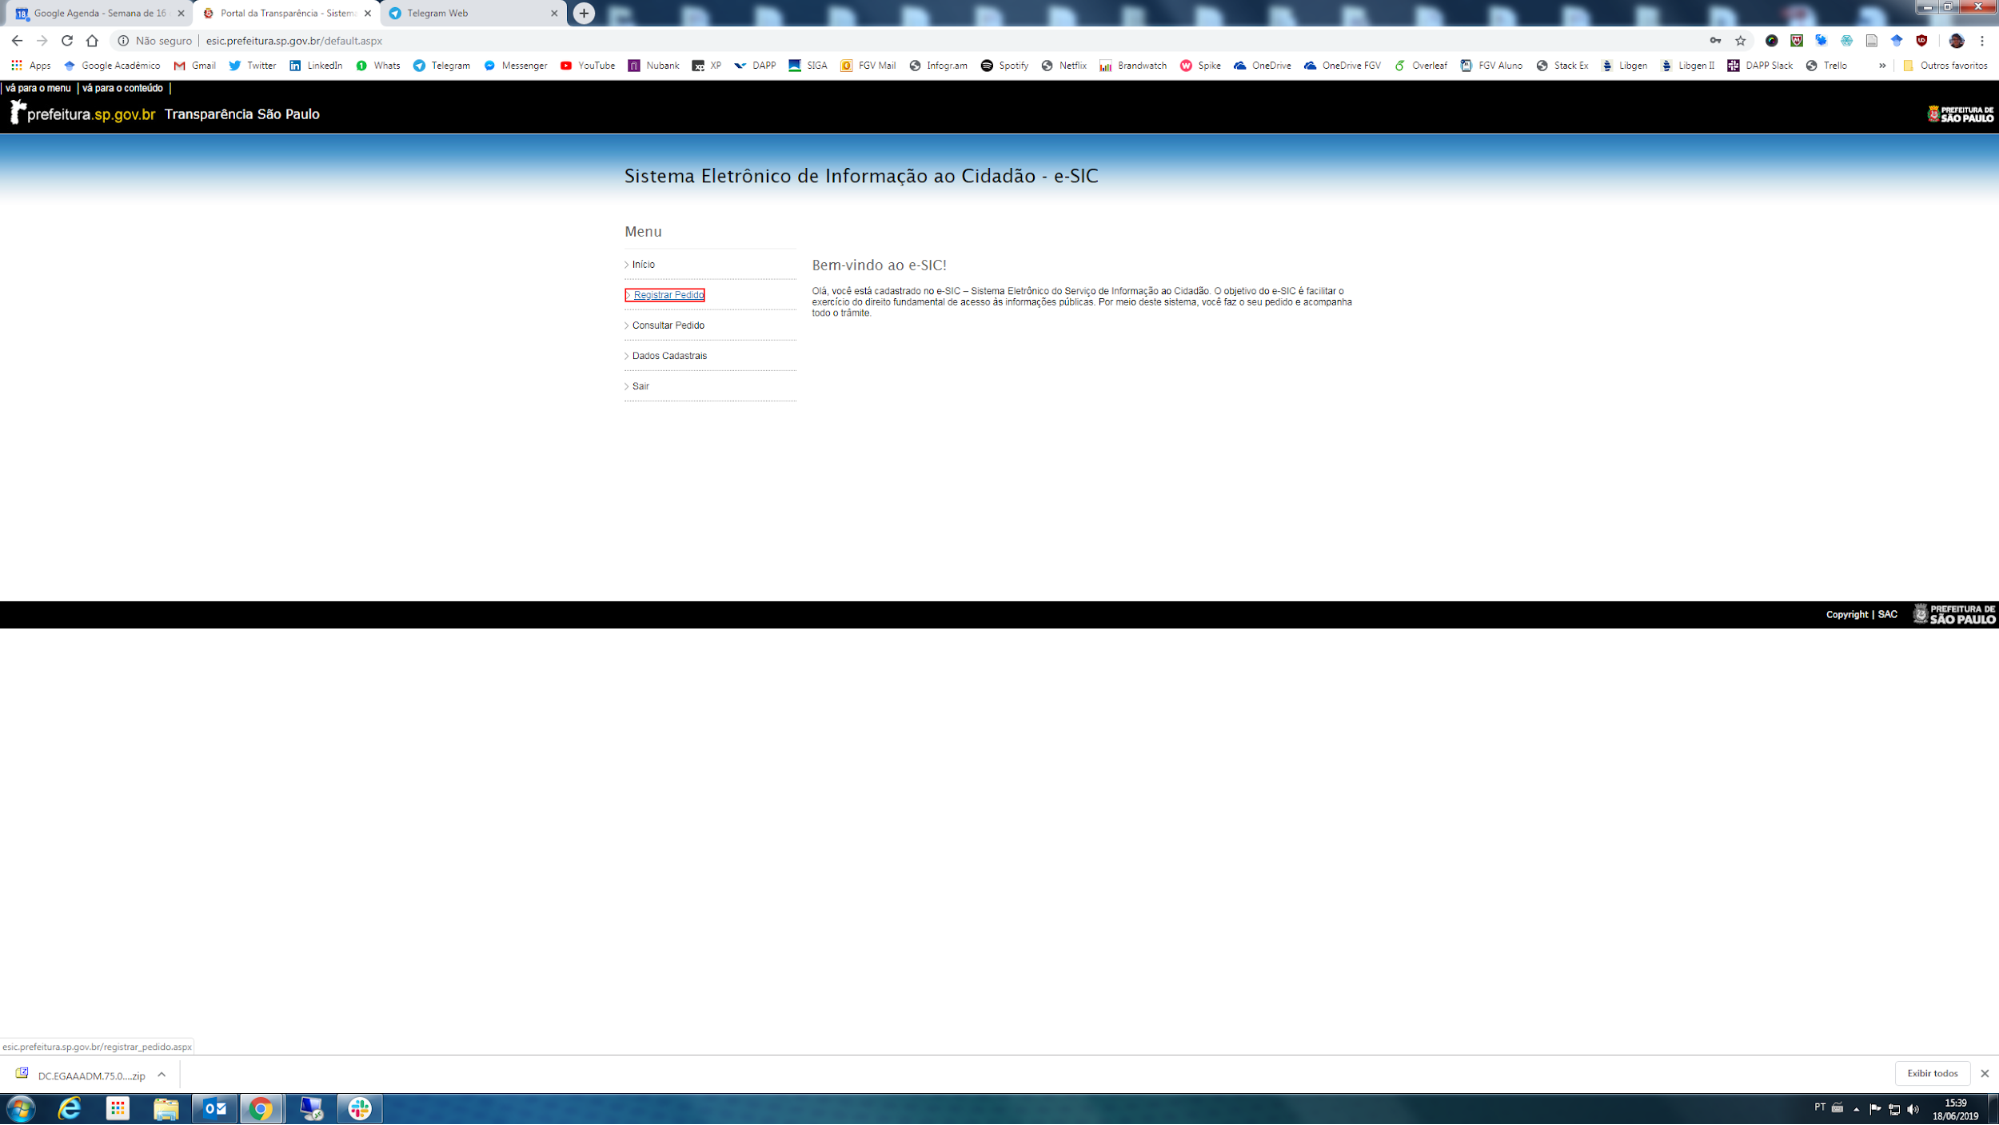 Google Agenda - Semana de 16
Portal da Transparência - Sistema
Telegram Web
Não seguro | esic.prefeitura.sp.gov.br/default.aspx
Apps Google Acadêmico Gmail Twitter LinkedIn Whats Telegram Messenger YouTube Nubank XP DAPP SIGA FGV Mail Infogr.am Spotify Netflix Brandwatch Spike OneDrive OneDrive FGV Overleaf FGV Aluno Stack Ex Libgen Libgen II DAPP Slack Trello » Outros favoritos
vá para o menu | vá para o conteúdo |
prefeitura.sp.gov.br Transparência São Paulo
PREFEITURA DE
SÃO PAULO
Sistema Eletrônico de Informação ao Cidadão - e-SIC
Menu
Início
Registrar Pedido
Consultar Pedido
Dados Cadastrais
Sair
Bem-vindo ao e-SIC!
Olá, você está cadastrado no e-SIC – Sistema Eletrônico do Serviço de Informação ao Cidadão. O objetivo do e-SIC é facilitar o
exercício do direito fundamental de acesso às informações públicas. Por meio deste sistema, você faz o seu pedido e acompanha
todo o trâmite.
Copyright | SAC
PREFEITURA DE
SÃO PAULO
esic.prefeitura.sp.gov.br/registrar_pedido.aspx
DC.EGAAADM.75.0....zip
Exibir todos
PT
15:39
18/06/2019